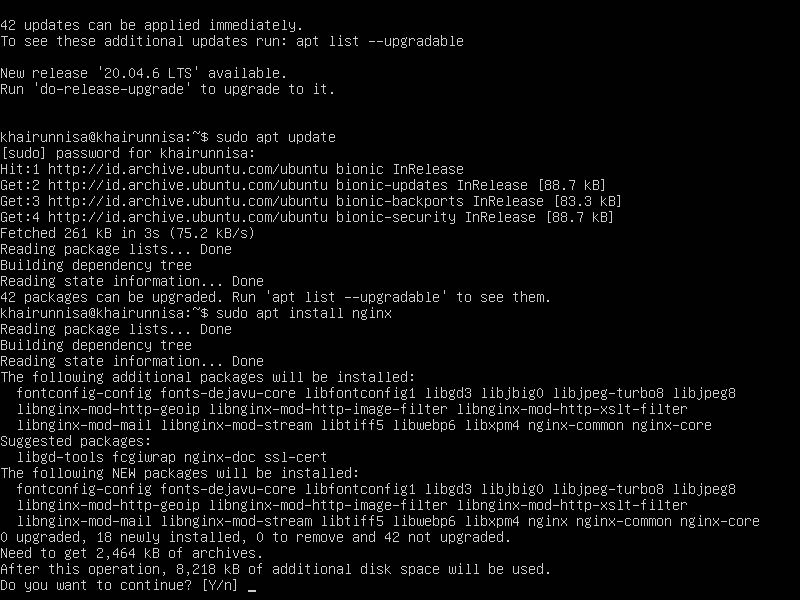 42 updates can be applied immediately.
To see these additional updates run: apt list --upgradable
New release '20.04.6 LTS' available.
Run 'do-release-upgrade' to upgrade to it.
khairunnisa@khairunnisa:~$ sudo apt update
[sudo] password for khairunnisa:
Hit:1 http://id.archive.ubuntu.com/ubuntu bionic InRelease
Get:2 http://id.archive.ubuntu.com/ubuntu bionic-updates InRelease [88.7 kB]
Get:3 http://id.archive.ubuntu.com/ubuntu bionic-backports InRelease [83.3 kB]
Get:4 http://id.archive.ubuntu.com/ubuntu bionic-security InRelease [88.7 kB]
Fetched 261 kB in 3s (75.2 kB/s)
Reading package lists... Done
Building dependency tree
Reading state information... Done
42 packages can be upgraded. Run 'apt list --upgradable' to see them.
khairunnisa@khairunnisa:~$ sudo apt install nginx
Reading package lists... Done
Building dependency tree
Reading state information... Done
The following additional packages will be installed:
  fontconfig-config fonts-dejavu-core libfontconfig1 libgd3 libjbig0 libjpeg-turbo8 libjpeg8
  libnginx-mod-http-geoip libnginx-mod-http-image-filter libnginx-mod-http-xslt-filter
  libnginx-mod-mail libnginx-mod-stream libtiff5 libwebp6 libxpm4 nginx-common nginx-core
Suggested packages:
  libgd-tools fcgiwrap nginx-doc ssl-cert
The following NEW packages will be installed:
  fontconfig-config fonts-dejavu-core libfontconfig1 libgd3 libjbig0 libjpeg-turbo8 libjpeg8
  libnginx-mod-http-geoip libnginx-mod-http-image-filter libnginx-mod-http-xslt-filter
  libnginx-mod-mail libnginx-mod-stream libtiff5 libwebp6 libxpm4 nginx nginx-common nginx-core
0 upgraded, 18 newly installed, 0 to remove and 42 not upgraded.
Need to get 2,464 kB of archives.
After this operation, 8,218 kB of additional disk space will be used.
Do you want to continue? [Y/n] _